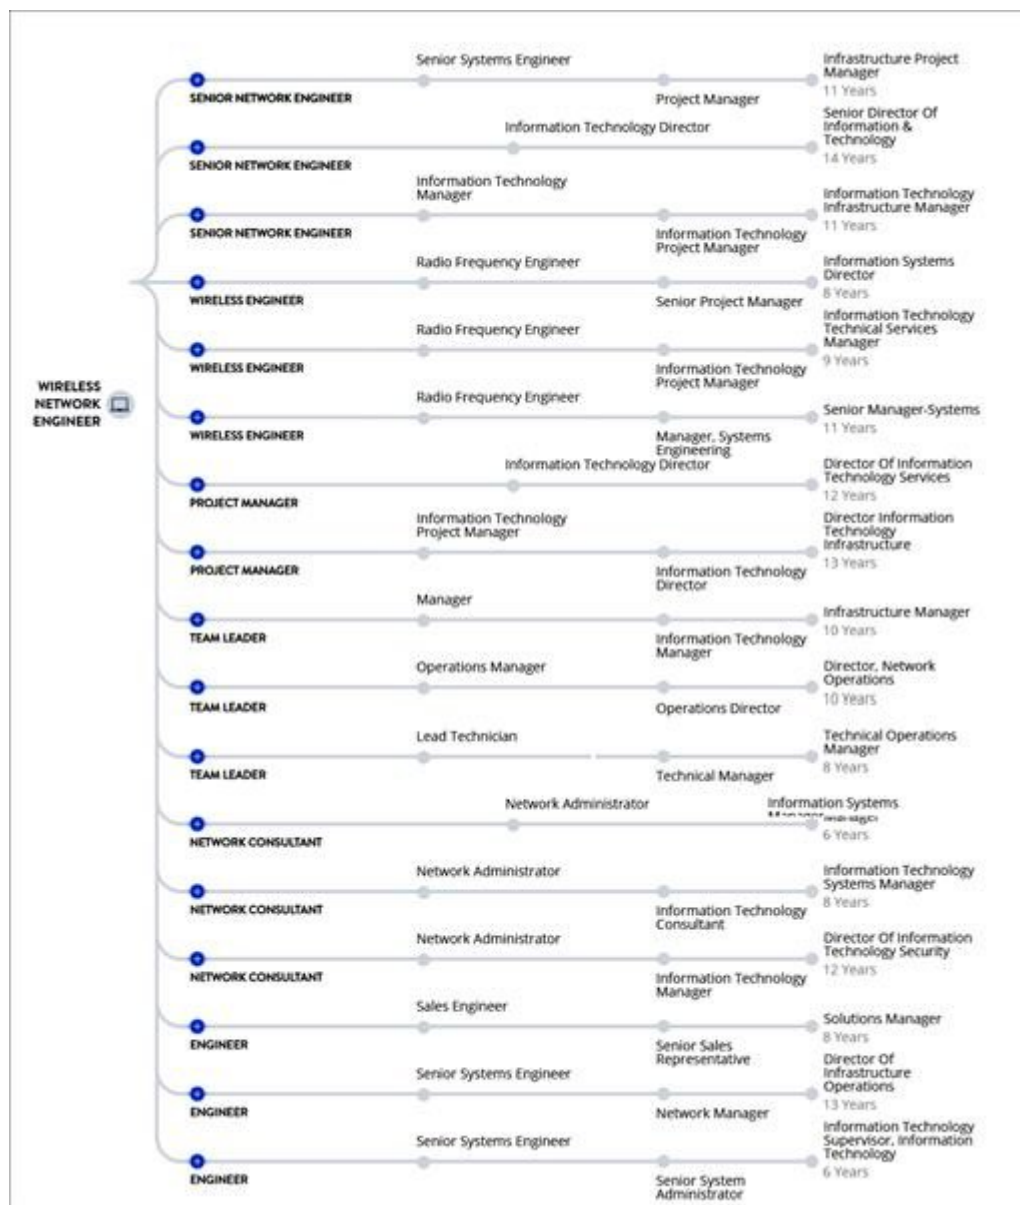 Senior Systems Engineer
Infrastructure Project
Manager
11 Years
SENIOR NETWORK ENGINEER
Project Manager
Information Technology Director
Senior Director Of
Information &
Technology
14 Years
SENIOR NETWORK ENGINEER
Information Technology
Manager
Information Technology
Infrastructure Manager
11 Years
SENIOR NETWORK ENGINEER
Information Technology
Project Manager
Radio Frequency Engineer
Information Systems
Director
8 Years
WIRELESS ENGINEER
Senior Project Manager
Radio Frequency Engineer
Information Technology
Technical Services
Manager
9 Years
WIRELESS ENGINEER
Information Technology
Project Manager
WIRELESS
NETWORK
ENGINEER
Radio Frequency Engineer
Senior Manager-Systems
11 Years
WIRELESS ENGINEER
Manager, Systems
Engineering
Information Technology Director
Director Of Information
Technology Services
12 Years
PROJECT MANAGER
Information Technology
Project Manager
Director Information
Technology
Infrastructure
13 Years
PROJECT MANAGER
Information Technology
Director
Manager
Infrastructure Manager
10 Years
TEAM LEADER
Information Technology
Manager
Operations Manager
Director, Network
Operations
10 Years
TEAM LEADER
Operations Director
Lead Technician
Technical Operations
Manager
8 Years
TEAM LEADER
Technical Manager
Network Administrator
Information Systems
6 Years
NETWORK CONSULTANT
Network Administrator
Information Technology
Systems Manager
8 Years
NETWORK CONSULTANT
Information Technology
Consultant
Network Administrator
Director Of Information
Technology Security
12 Years
NETWORK CONSULTANT
Information Technology
Manager
Sales Engineer
Solutions Manager
8 Years
ENGINEER
Senior Sales
Representative
Senior Systems Engineer
Director Of
Infrastructure
Operations
13 Years
ENGINEER
Network Manager
Senior Systems Engineer
Information Technology
Supervisor, Information
Technology
6 Years
ENGINEER
Senior System
Administrator